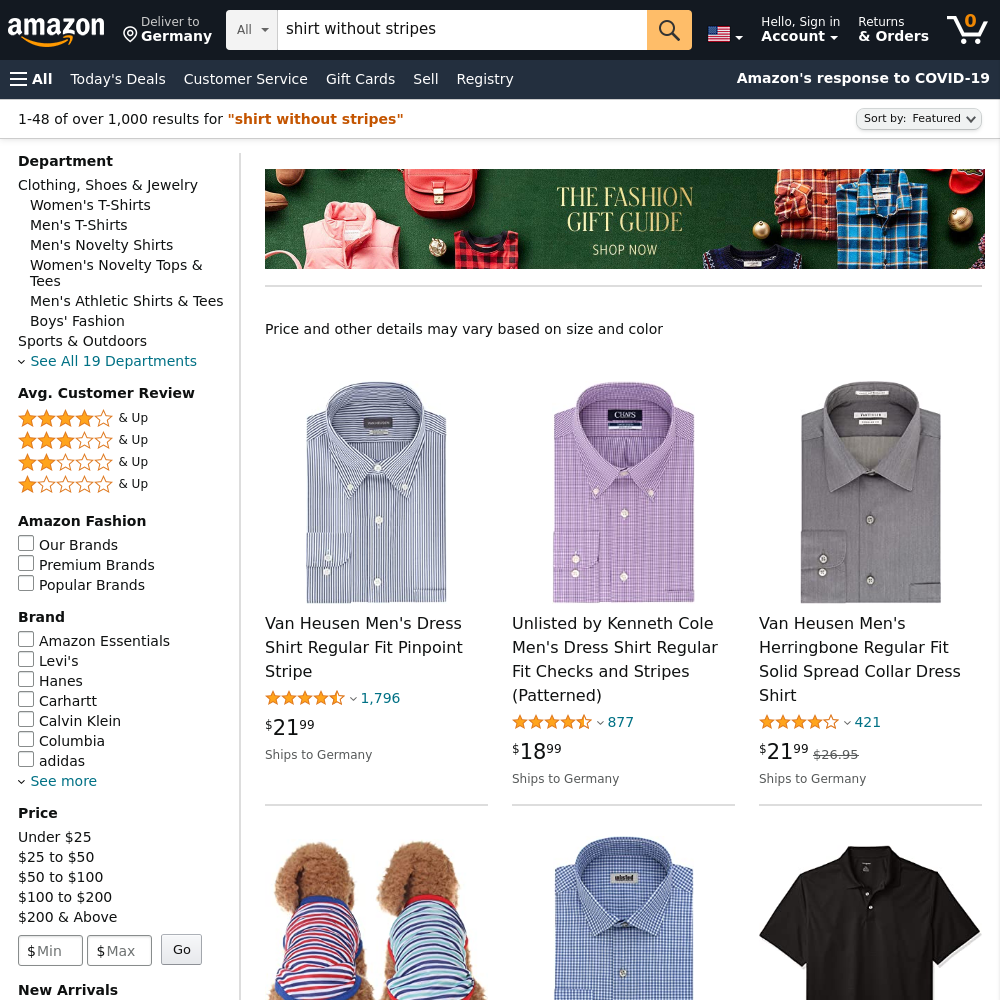 amazon
Deliver to
Germany
All
shirt without stripes
Hello, Sign in
Account
Returns
& Orders
0
All
Today's Deals
Customer Service
Gift Cards
Sell
Registry
Amazon's response to COVID-19
1-48 of over 1,000 results for "shirt without stripes"
Sort by: Featured
Department
Clothing, Shoes & Jewelry
Women's T-Shirts
Men's T-Shirts
Men's Novelty Shirts
Women's Novelty Tops &
Tees
Men's Athletic Shirts & Tees
Boys' Fashion
Sports & Outdoors
See All 19 Departments
Avg. Customer Review
& Up
& Up
& Up
& Up
Amazon Fashion
Our Brands
Premium Brands
Popular Brands
Brand
Amazon Essentials
Levi's
Hanes
Carhartt
Calvin Klein
Columbia
adidas
See more
Price
Under $25
$25 to $50
$50 to $100
$100 to $200
$200 & Above
$ Min
$ Max
Go
New Arrivals
THE FASHION
GIFT GUIDE
SHOP NOW
Price and other details may vary based on size and color
CHAPS
Van Heusen Men's Dress
Shirt Regular Fit Pinpoint
Stripe
1,796
$2199
Ships to Germany
Unlisted by Kenneth Cole
Men's Dress Shirt Regular
Fit Checks and Stripes
(Patterned)
877
$1899
Ships to Germany
Van Heusen Men's
Herringbone Regular Fit
Solid Spread Collar Dress
Shirt
421
$2199 $26.95
Ships to Germany